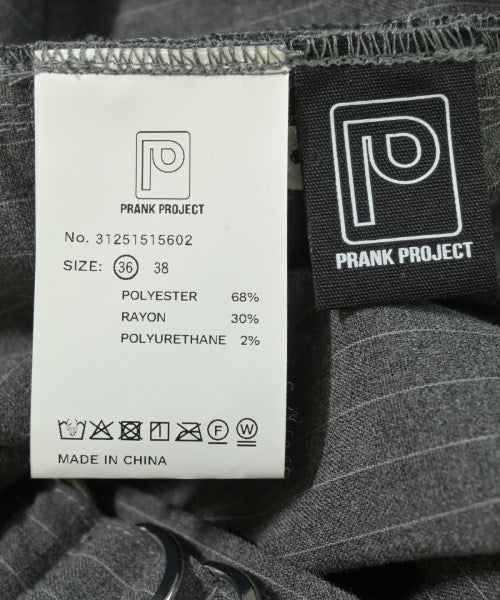 PRANK PROJECT
No. 31251515602
SIZE: 36 38
POLYESTER 68%
RAYON 30%
POLYURETHANE 2%
F W
MADE IN CHINA
PRANK PROJECT